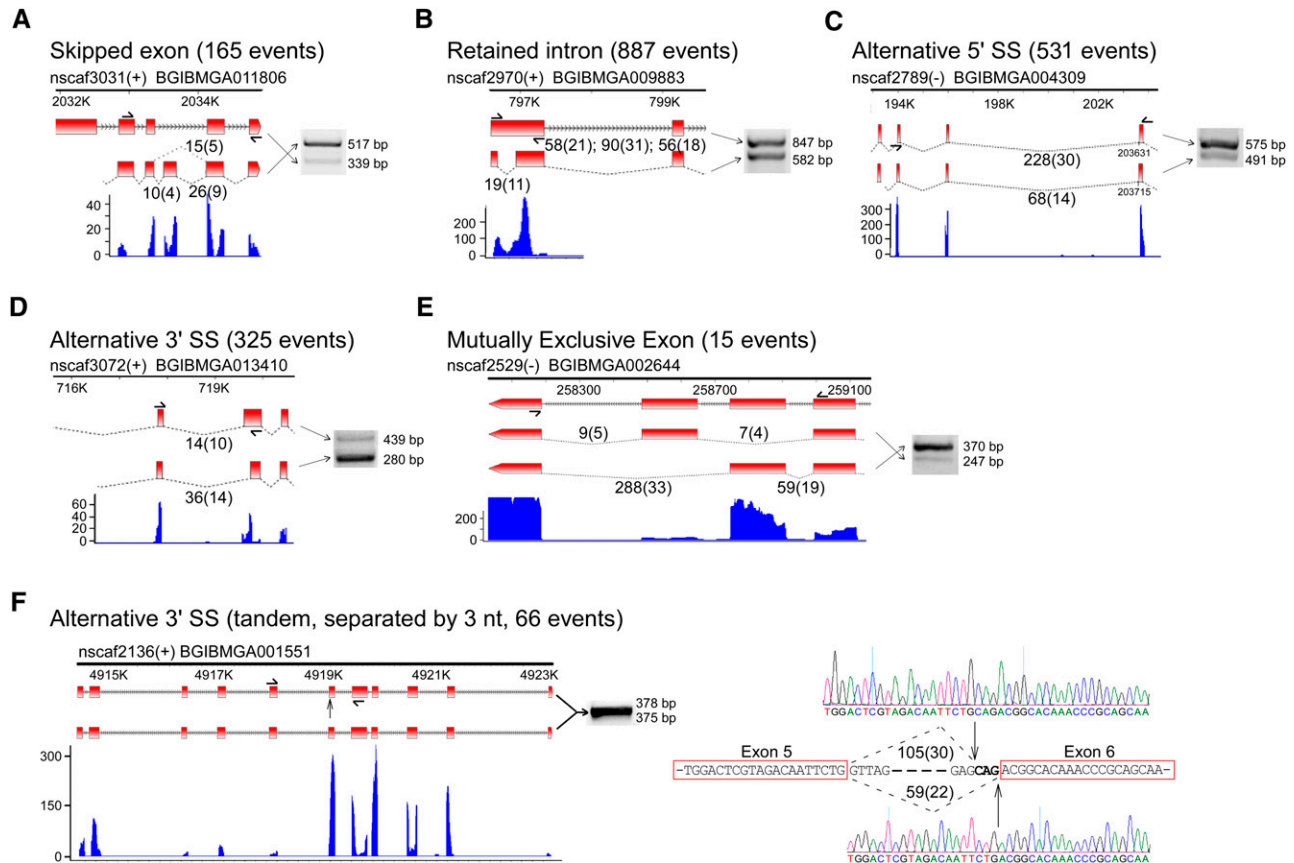 A
Skipped exon (165 events)
nscaf3031(+) BGIBMGA011806
2032K 2034K
15(5)
10(4) 26(9)
517 bp
339 bp
40
20
0
B
Retained intron (887 events)
nscaf2970(+) BGIBMGA009883
797K 799K
58(21); 90(31); 56(18)
19(11)
847 bp
582 bp
200
100
0
C
Alternative 5' SS (531 events)
nscaf2789(-) BGIBMGA004309
194K 198K 202K
228(30) 203631
68(14) 203715
575 bp
491 bp
300
200
100
0
D
Alternative 3' SS (325 events)
nscaf3072(+) BGIBMGA013410
716K 719K
14(10)
36(14)
439 bp
280 bp
60
40
20
0
E
Mutually Exclusive Exon (15 events)
nscaf2529(-) BGIBMGA002644
258300 258700 259100
9(5) 7(4)
288(33) 59(19)
370 bp
247 bp
200
0
F
Alternative 3' SS (tandem, separated by 3 nt, 66 events)
nscaf2136(+) BGIBMGA001551
4915K 4917K 4919K 4921K 4923K
378 bp
375 bp
300
150
0
TGGACTCGTAGACAATTCTGCAGACGGCACAAACCCGCAGCAA
Exon 5 105(30) Exon 6
-TGGACTCGTAGACAATTCTG GTTAG GAGCAG ACGGCACAAACCCGCAGCAA-
59(22)
TGGACTCGTAGACAATTCTGACGGCACAAACCCGCAGCAA